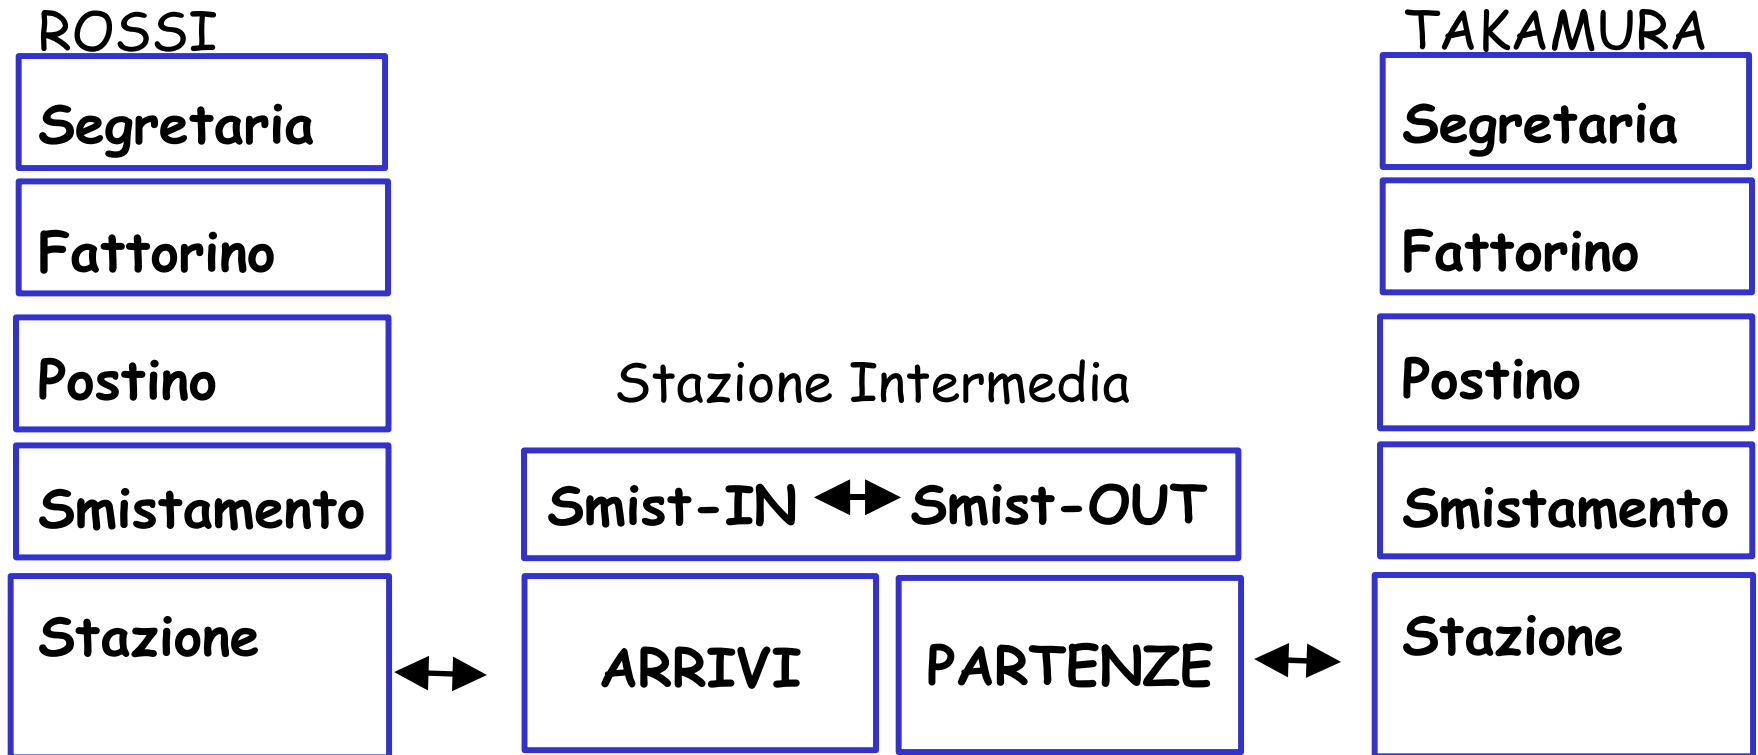 ROSSI
Segretaria
Fattorino
Postino
Smistamento
Stazione
Stazione Intermedia
Smist-IN Smist-OUT
ARRIVI
PARTENZE
TAKAMURA
Segretaria
Fattorino
Postino
Smistamento
Stazione